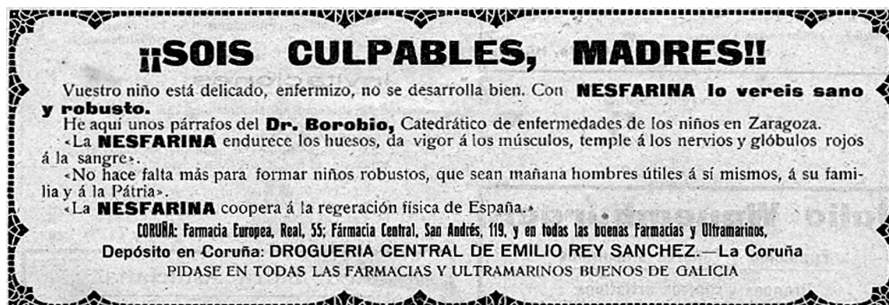 ¡¡SOIS CULPABLES, MADRES!!
Vuestro niño está delicado, enfermizo, no se desarrolla bien. Con NESFARINA lo vereis sano
y robusto.
He aquí unos párrafos del Dr. Borobio, Catedrático de enfermedades de los niños en Zaragoza.
«La NESFARINA endurece los huesos, da vigor á los músculos, temple á los nervios y glóbulos rojos
á la sangre».
«No hace falta más para formar niños robustos, que sean mañana hombres útiles á sí mismos, á su fami-
lia y á la Pátria».
«La NESFARINA coopera á la regeración física de España.»
CORUÑA: Farmacia Europea, Real, 55; Fármacia Central, San Andrés, 119, y en todas las buenas Farmacias y Ultramarinos,
Depósito en Coruña: DROGUERIA CENTRAL DE EMILIO REY SANCHEZ.—La Coruña
PIDASE EN TODAS LAS FARMACIAS Y ULTRAMARINOS BUENOS DE GALICIA